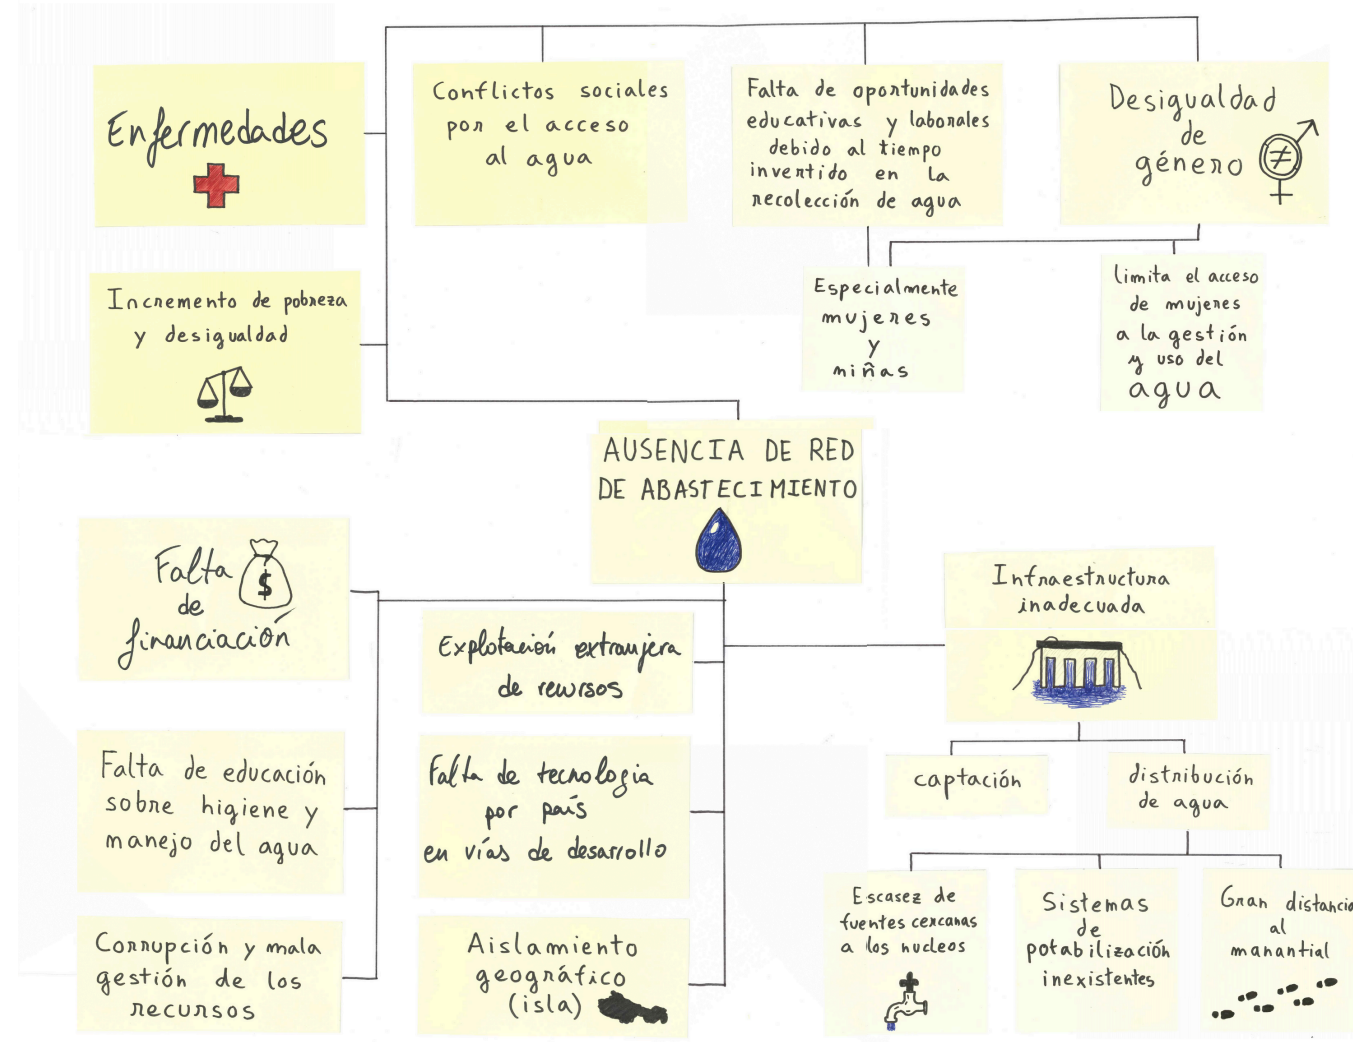 Enfermedades
Conflictos sociales
por el acceso
al agua
Falta de oportunidades
educativas y laborales
debido al tiempo
invertido en la
recolección de agua
Desigualdad
de
género
≠
Incremento de pobreza
y desigualdad
Especialmente
mujeres
y
niñas
limita el acceso
de mujeres
a la gestión
y uso del
agua
AUSENCIA DE RED
DE ABASTECIMIENTO
Falta
$
de
financiación
Explotación extranjera
de recursos
Infraestructura
inadecuada
Falta de educación
sobre higiene y
manejo del agua
Falta de tecnologia
por país
en vías de desarrollo
captación
distribución
de agua
Corrupción y mala
gestión de los
recursos
Aislamiento
geográfico
(isla)
Escasez de
fuentes cercanas
a los nucleos
Sistemas
de
potabilización
inexistentes
Gran distancia
al
manantial